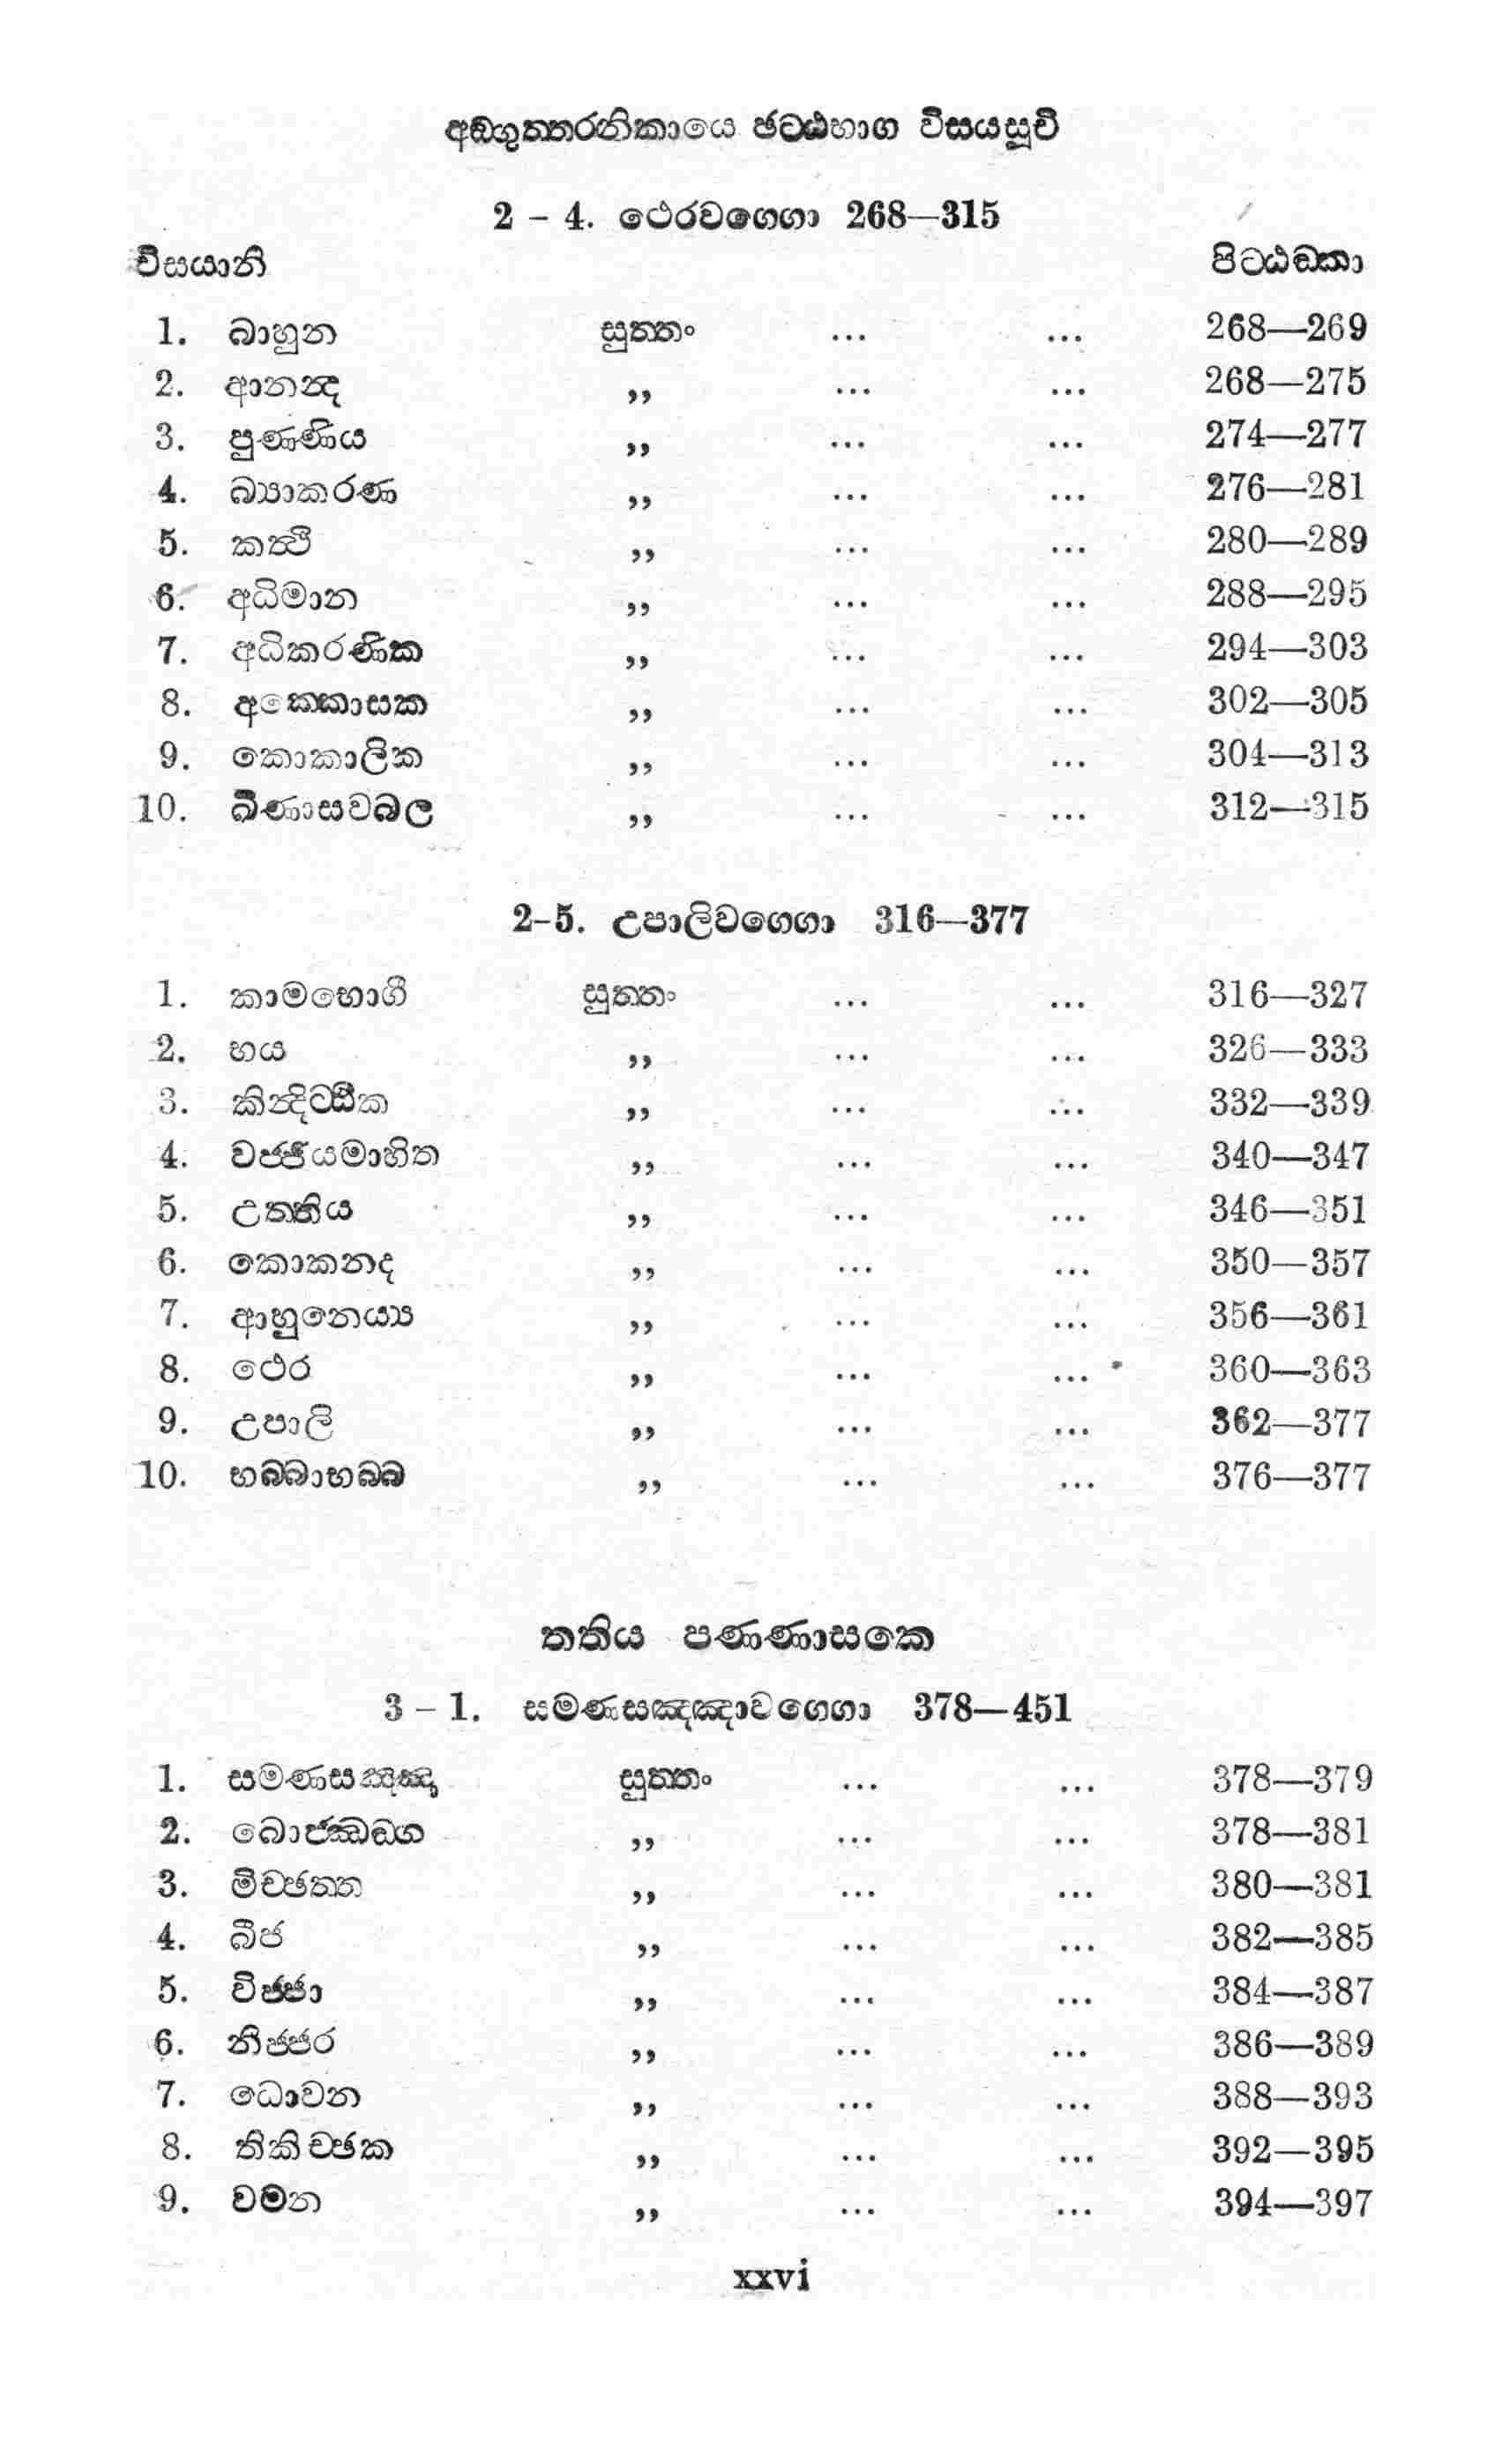 අඞ්ගුත්තරනිකායෙ ඡට්ඨභාග විසයසූචි
2 – 4. ථෙරවග්ගො 268—315
විසයානි පිට්ඨඞ්කා
1. බාහුන සුත්තං ... ... 268—269
2. ආනන්ද ,, ... ... 268—275
3. පුණ්ණිය ,, ... ... 274—277
4. බ්‍යාකරණ ,, ... ... 276—281
5. කත්ථි ,, ... ... 280—289
6. අධිමාන ,, ... ... 288—295
7. අධිකරණික ,, ... ... 294—303
8. අක්කොසක ,, ... ... 302—305
9. කොකාලික ,, ... ... 304—313
10. ඛීණාසවබල ,, ... ... 312—315
2–5. උපාලිවග්ගො 316—377
1. කාමභොගී සුත්තං ... ... 316—327
2. භය ,, ... ... 326—333
3. කින්දිට්ඨික ,, ... ... 332—339
4. වජ්ජියමාහිත ,, ... ... 340—347
5. උත්තිය ,, ... ... 346—351
6. කොකනද ,, ... ... 350—357
7. ආහුනෙය්‍ය ,, ... ... 356—361
8. ථෙර ,, ... ... 360—363
9. උපාලි ,, ... ... 362—377
10. භබ්බාභබ්බ ,, ... ... 376—377
තතිය පණ්ණාසකෙ
3 – 1. සමණසඤ්ඤාවග්ගො 378—451
1. සමණසඤ්ඤා සුත්තං ... ... 378—379
2. බොජ්ඣඞ්ග ,, ... ... 378—381
3. මිච්ඡත්ත ,, ... ... 380—381
4. බීජ ,, ... ... 382—385
5. විජ්ජා ,, ... ... 384—387
6. නිජ්ජර ,, ... ... 386—389
7. ධොවන ,, ... ... 388—393
8. තිකිච්ඡක ,, ... ... 392—395
9. වමන ,, ... ... 394—397
xxvi